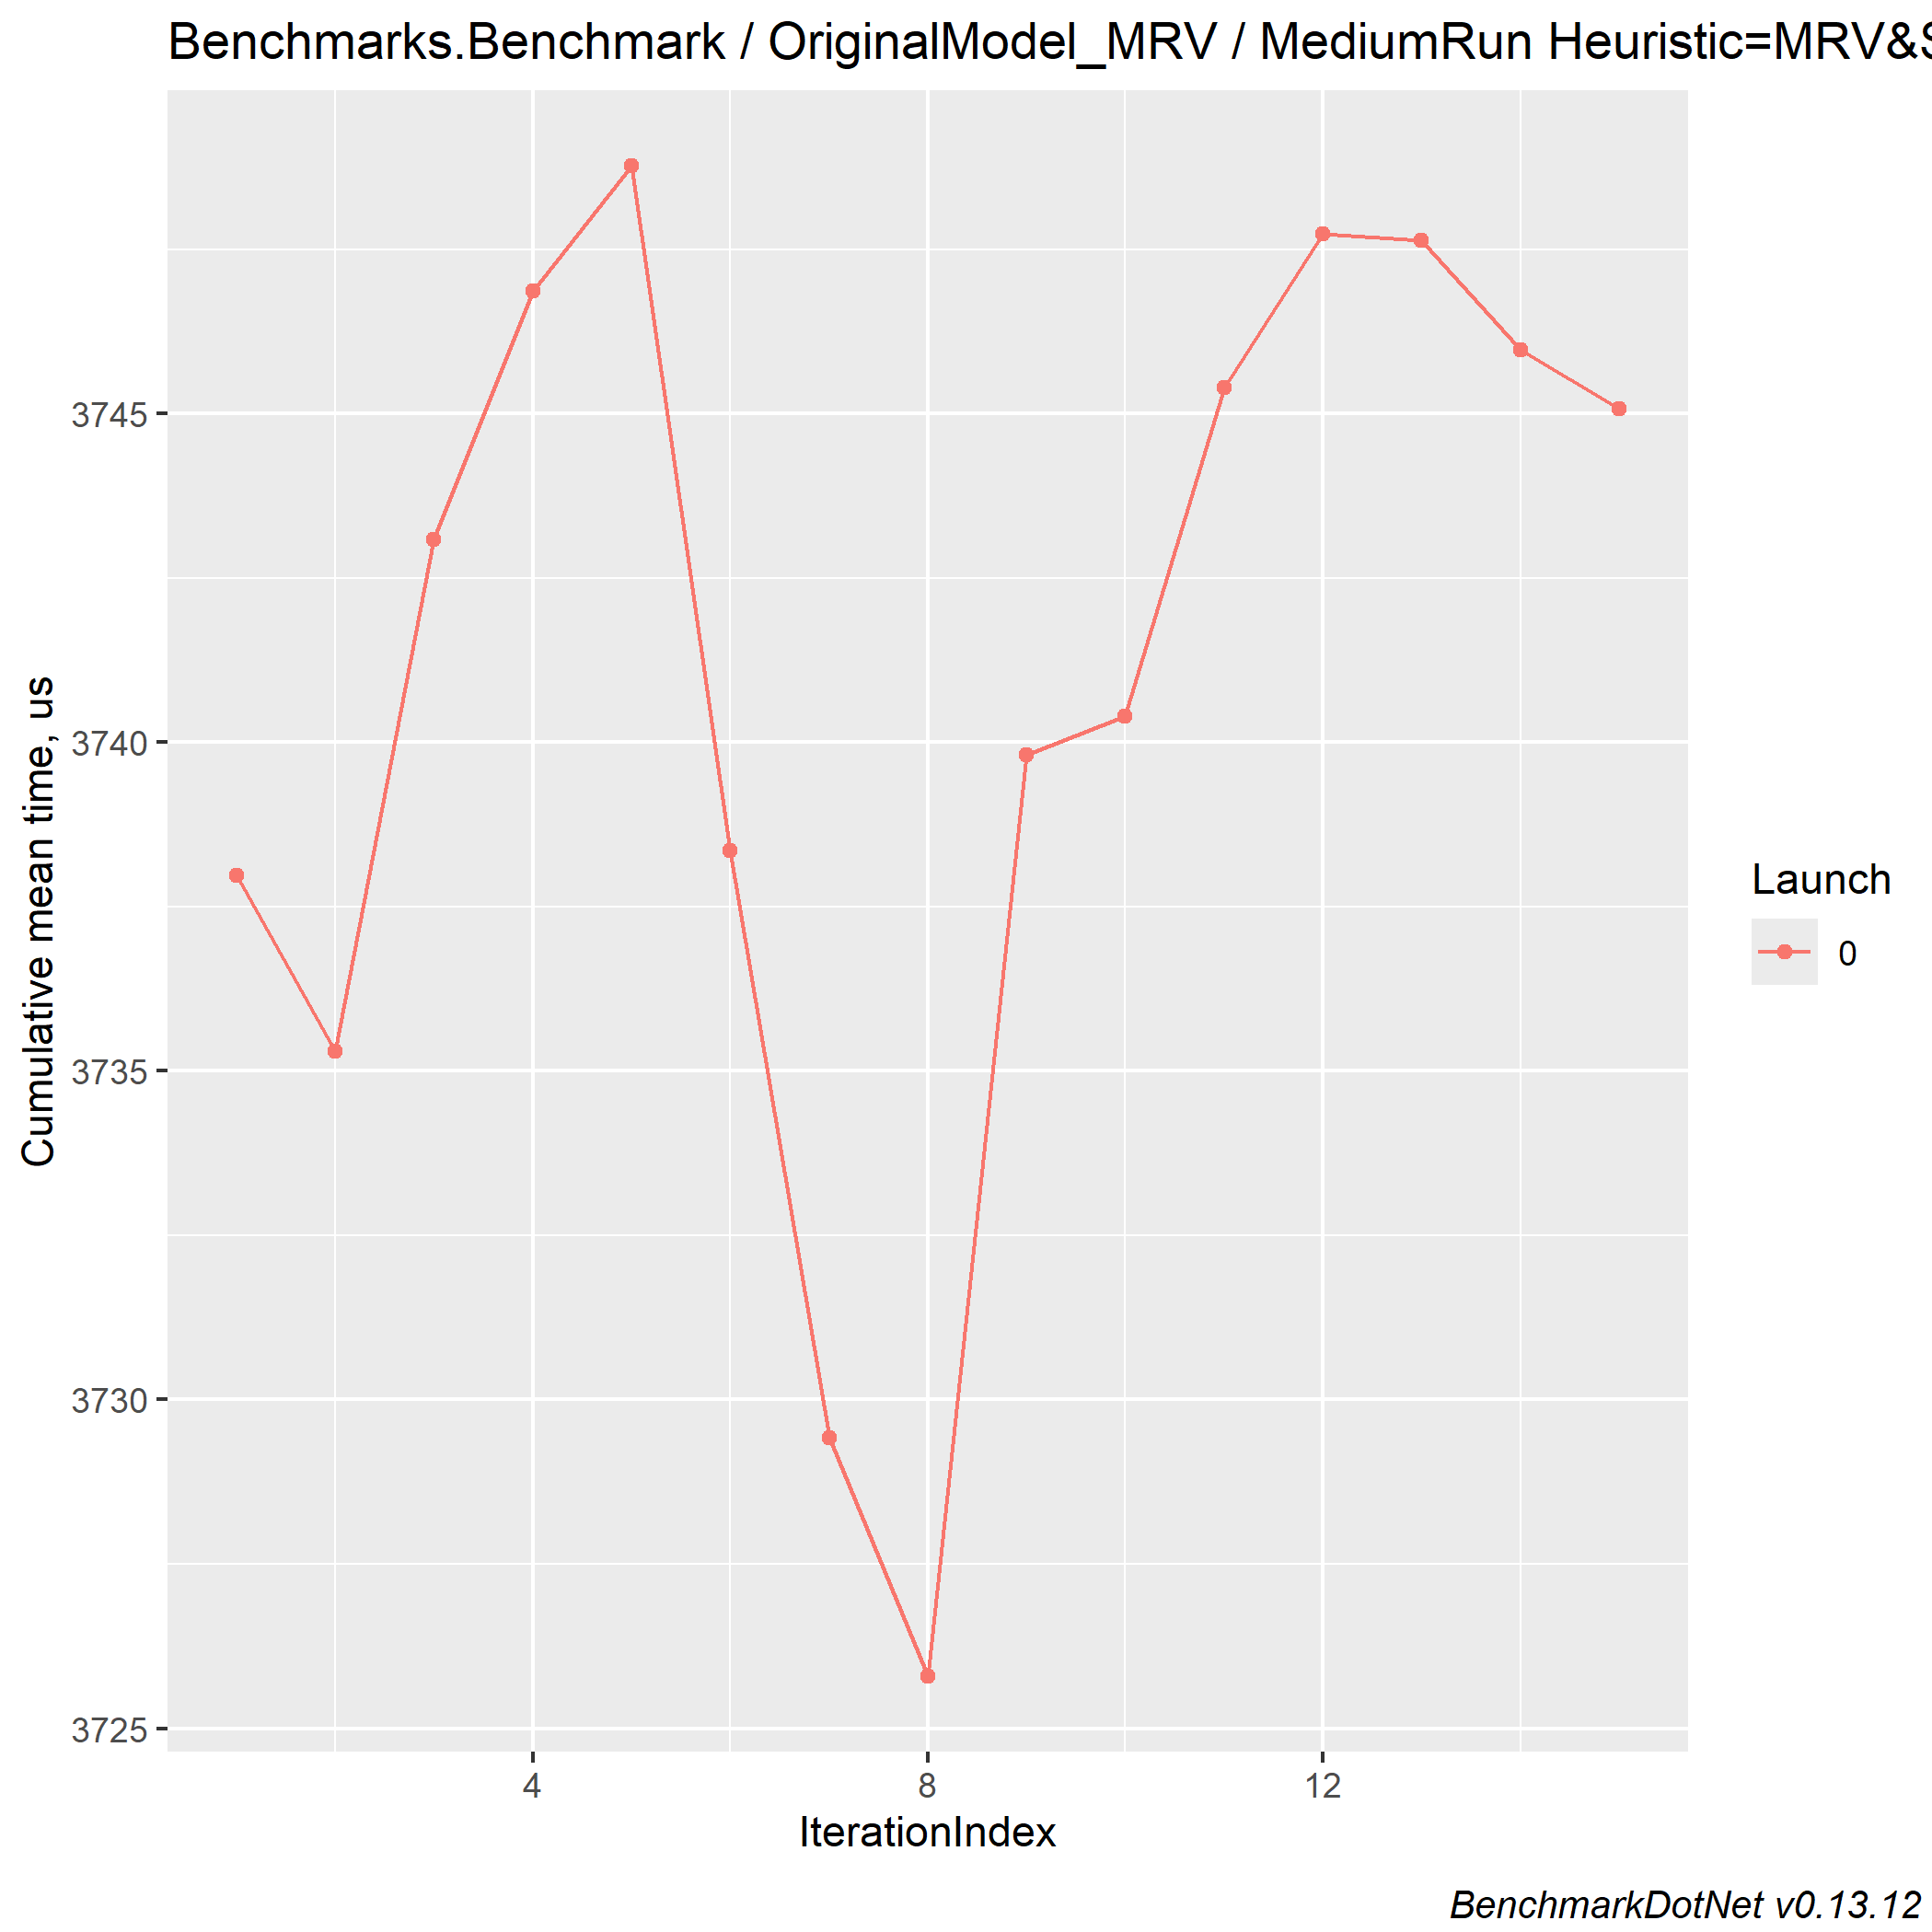 Benchmarks.Benchmark / OriginalModel_MRV / MediumRun Heuristic=MRV&
Cumulative mean time, us
3745
3740
3735
3730
3725
4 8 12
IterationIndex
Launch
0
BenchmarkDotNet v0.13.12